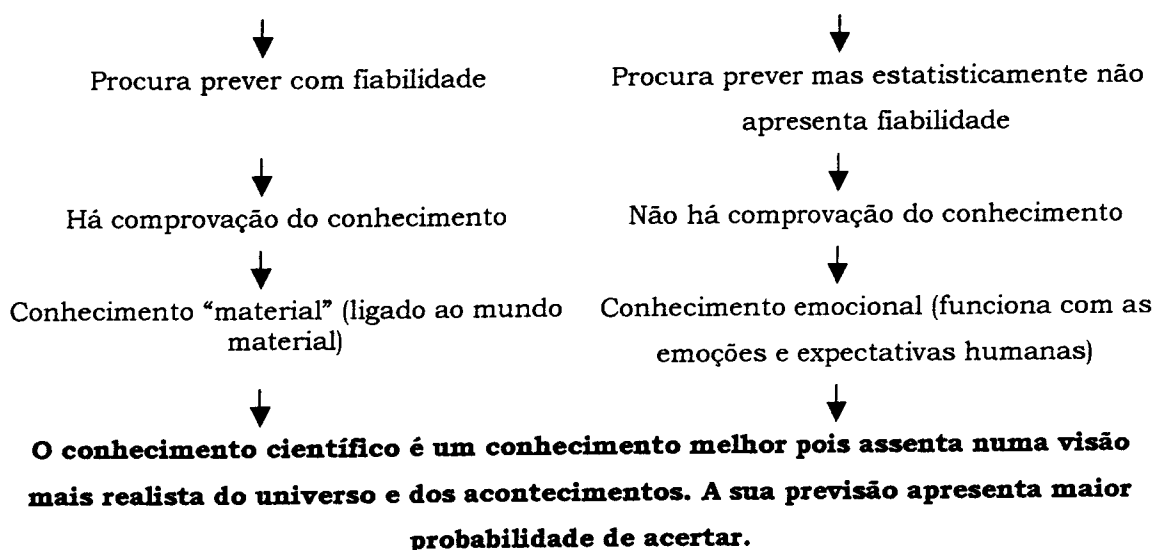 Procura prever com fiabilidade
Procura prever mas estatisticamente não
apresenta fiabilidade
Há comprovação do conhecimento
Não há comprovação do conhecimento
Conhecimento “material” (ligado ao mundo
material)
Conhecimento emocional (funciona com as
emoções e expectativas humanas)
O conhecimento científico é um conhecimento melhor pois assenta numa visão
mais realista do universo e dos acontecimentos. A sua previsão apresenta maior
probabilidade de acertar.